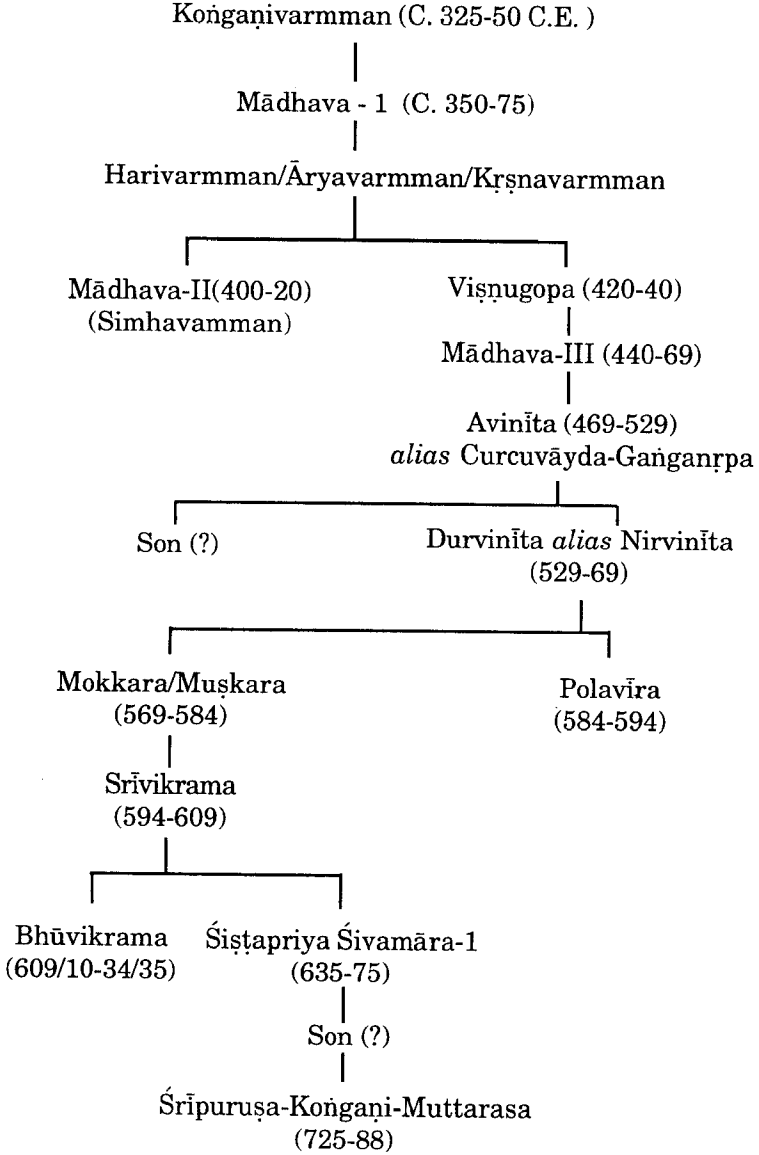 Koṅgaṇivarmman (C. 325-50 C.E. )
Mādhava - 1 (C. 350-75)
Harivarmman/Āryavarmman/Kṛṣnavarmman
Mādhava-II(400-20)
(Simhavamman)
Viṣṇugopa (420-40)
Mādhava-III (440-69)
Avinīta (469-529)
alias Curcuvāyda-Gaṅganṛpa
Son (?)
Durvinīta alias Nirvinīta
(529-69)
Mokkara/Muṣkara
(569-584)
Polavīra
(584-594)
Srīvikrama
(594-609)
Bhūvikrama
(609/10-34/35)
Śiṣṭapriya Śivamāra-1
(635-75)
Son (?)
Śrīpuruṣa-Koṅgaṇi-Muttarasa
(725-88)